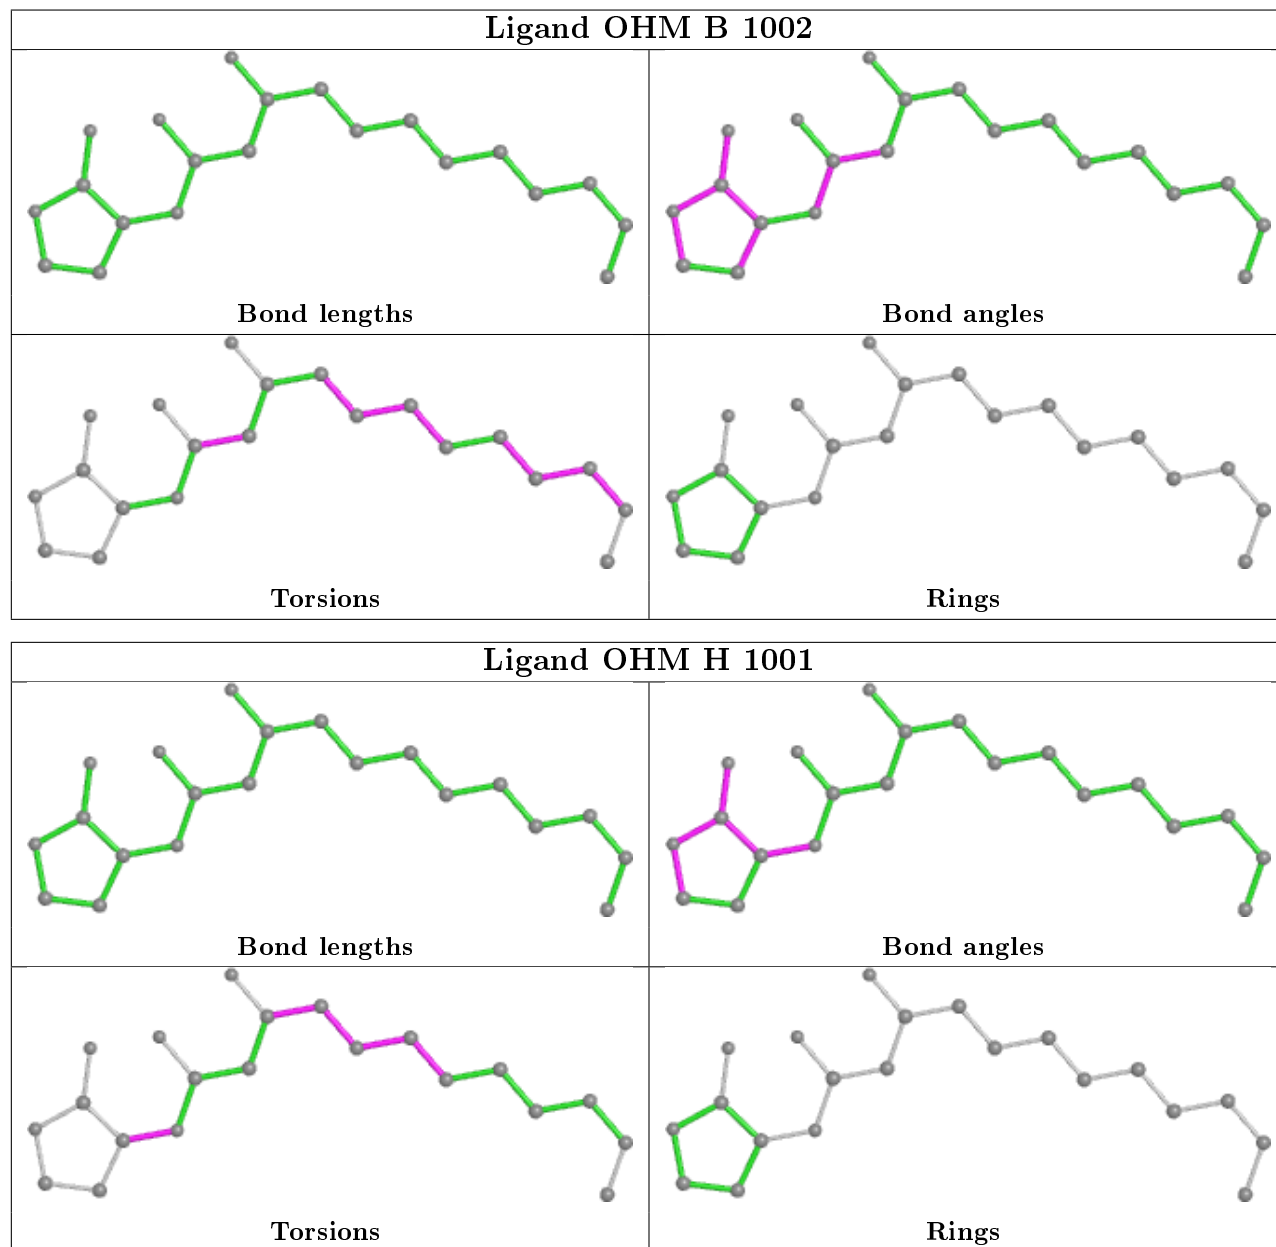 Ligand OHM B 1002
Bond lengths
Bond angles
Torsions
Rings
Ligand OHM H 1001
Bond lengths
Bond angles
Torsions
Rings